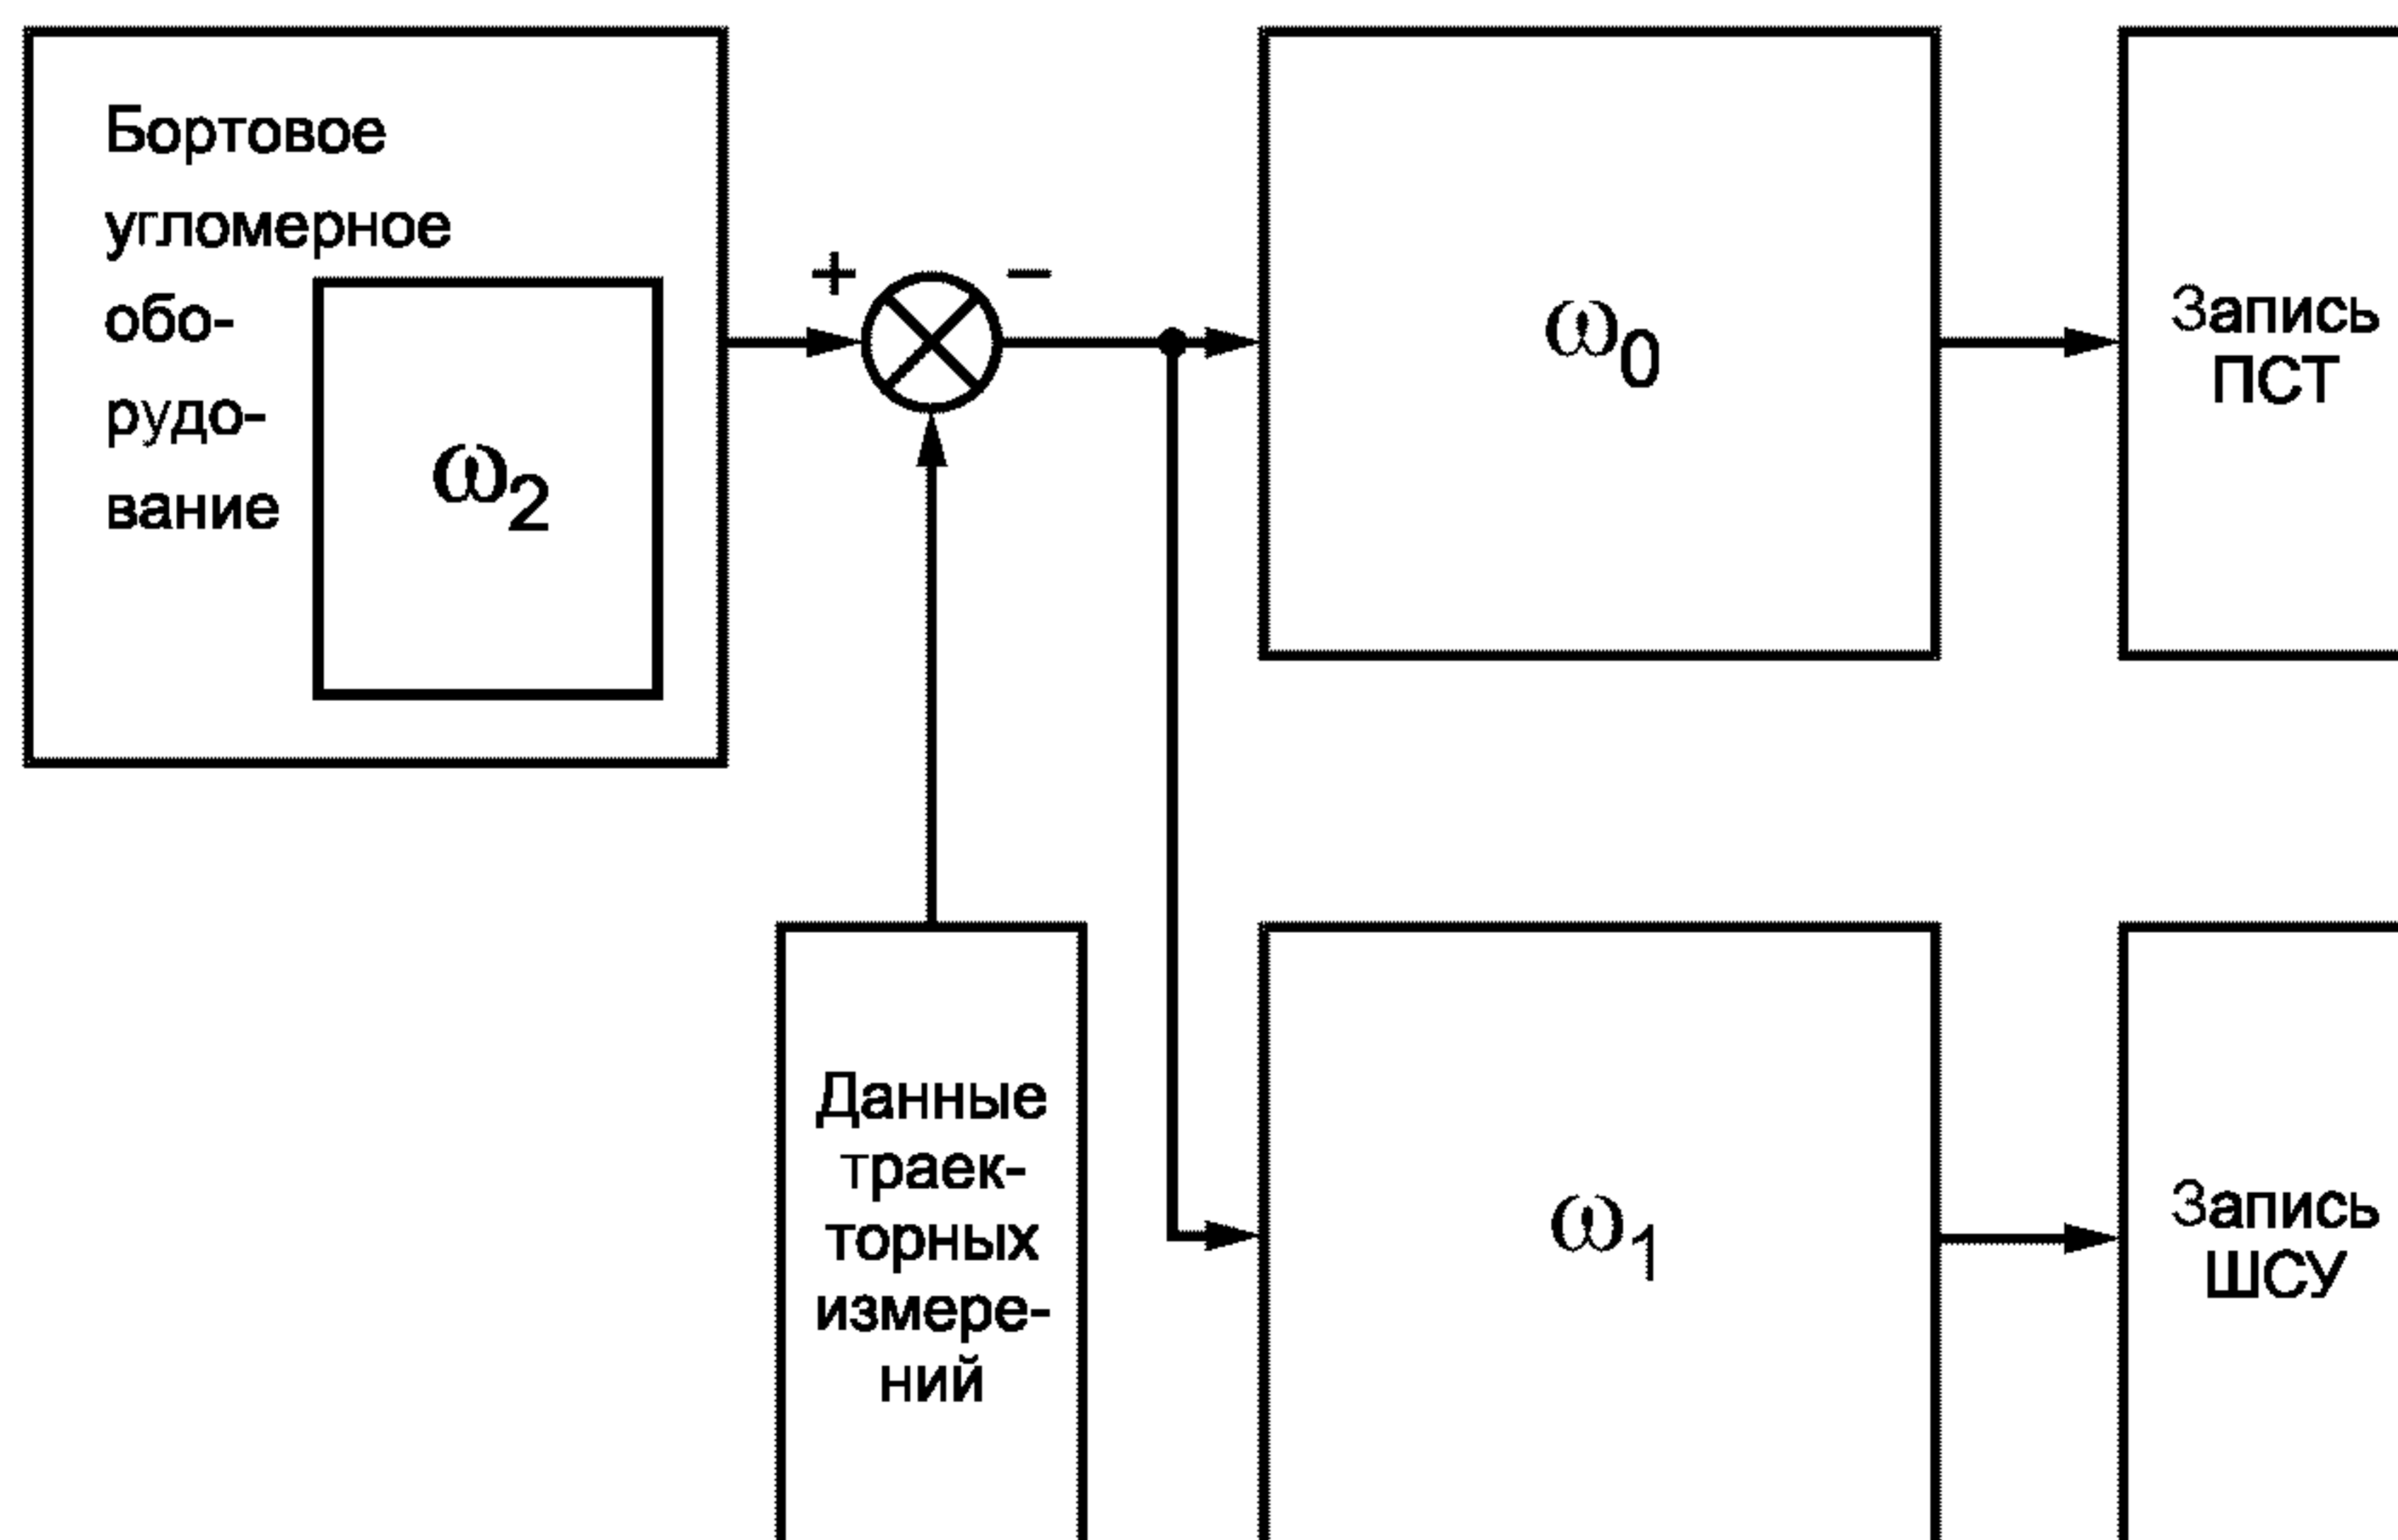 Бортовое
угломерное
обо-
рудо-
вание
ω2
+
−
ω0
Запись
ПСТ
Данные
траек-
торных
измере-
ний
ω1
Запись
ШСУ